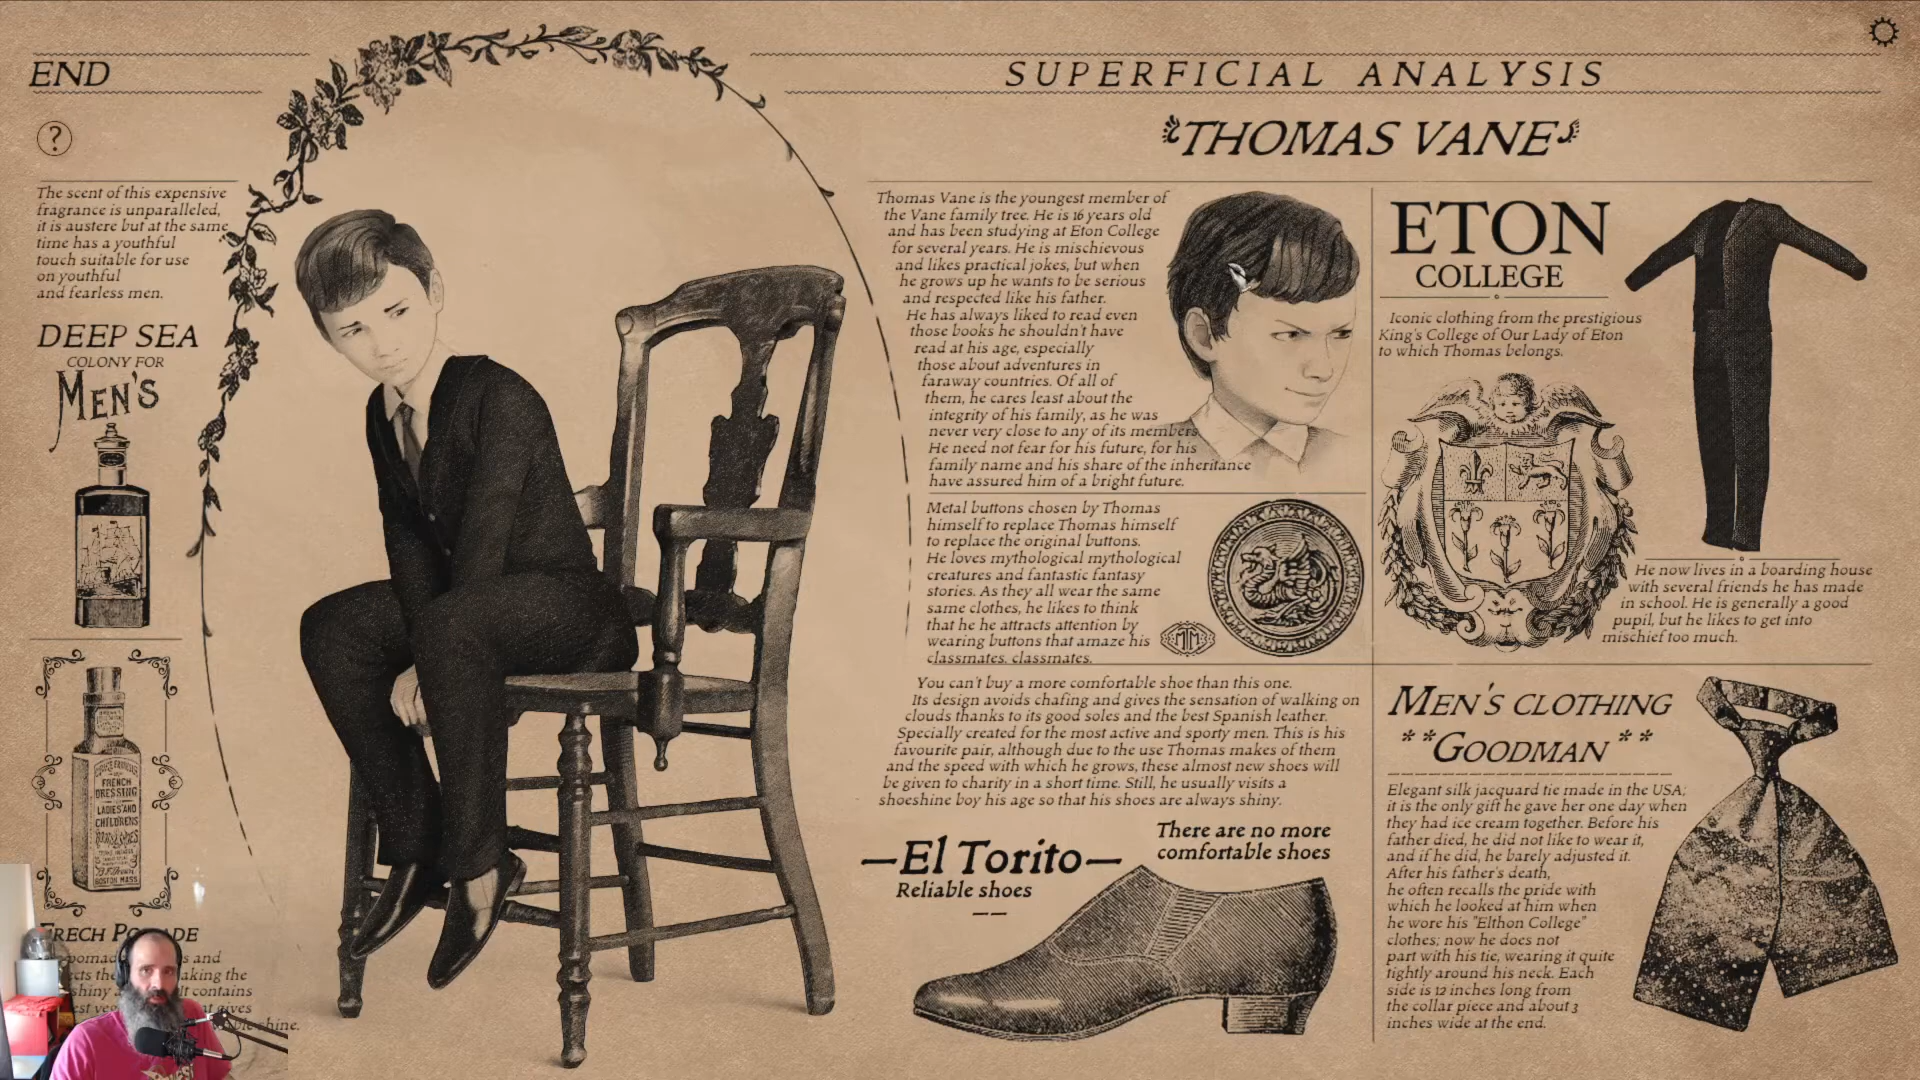 END
SUPERFICIAL ANALYSIS
THOMAS VANE
?
The scent of this expensive
fragrance is unparalleled,
it is austere but at the same
time has a youthful
touch suitable for use
on youthful
and fearless men.
DEEP SEA
COLONY FOR
MEN'S
FRENCH
DRESSING
LADIES AND
CHILDRENS
BOSTON MASS
FRECH
s and
aking the
shiny
It contains
at gives
shine.
Thomas Vane is the youngest member of
the Vane family tree. He is 16 years old
and has been studying at Eton College
for several years. He is mischievous
and likes practical jokes, but when
he grows up he wants to be serious
and respected like his father.
He has always liked to read even
those books he shouldn't have
read at his age, especially
those about adventures in
faraway countries. Of all of
them, he cares least about the
integrity of his family, as he was
never very close to any of its members.
He need not fear for his future, for his
family name and his share of the inheritance
have assured him of a bright future.
Metal buttons chosen by Thomas
himself to replace Thomas himself
to replace the original buttons.
He loves mythological mythological
creatures and fantastic fantasy
stories. As they all wear the same
same clothes, he likes to think
that he he attracts attention by
wearing buttons that amaze his
classmates. classmates.
You can't buy a more comfortable shoe than this one.
Its design avoids chafing and gives the sensation of walking on
clouds thanks to its good soles and the best Spanish leather.
Specially created for the most active and sporty men. This is his
favourite pair, although due to the use Thomas makes of them
and the speed with which he grows, these almost new shoes will
be given to charity in a short time. Still, he usually visits a
shoeshine boy his age so that his shoes are always shiny.
—El Torito—
Reliable shoes
There are no more
comfortable shoes
ETON
COLLEGE
Iconic clothing from the prestigious
King's College of Our Lady of Eton
to which Thomas belongs.
He now lives in a boarding house
with several friends he has made
in school. He is generally a good
pupil, but he likes to get into
mischief too much.
MEN'S CLOTHING
**GOODMAN**
Elegant silk jacquard tie made in the USA;
it is the only gift he gave her one day when
they had ice cream together. Before his
father died, he did not like to wear it,
and if he did, he barely adjusted it.
After his father's death,
he often recalls the pride with
which he looked at him when
he wore his "Elthon College"
clothes; now he does not
part with his tie, wearing it quite
tightly around his neck. Each
side is 12 inches long from
the collar piece and about 3
inches wide at the end.